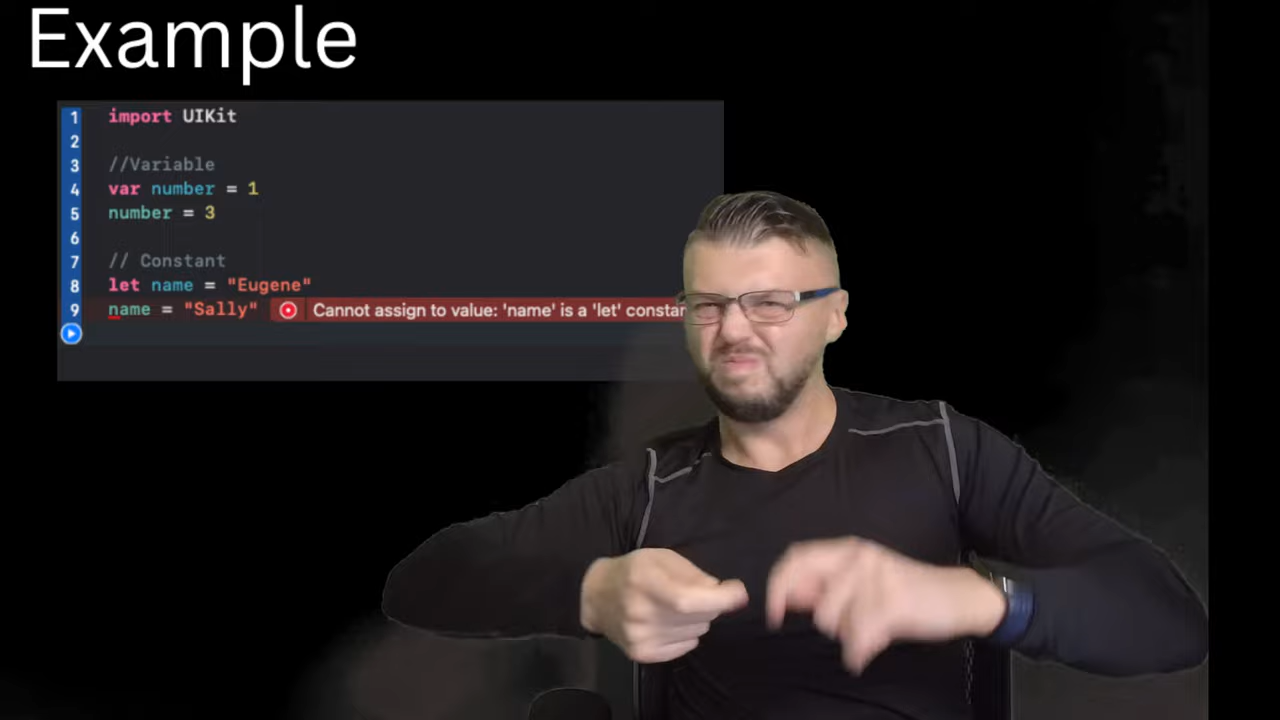 Example
1 import UIKit
2
3 //Variable
4 var number = 1
5 number = 3
6
7 // Constant
8 let name = "Eugene"
9 name = "Sally" Cannot assign to value: 'name' is a 'let'